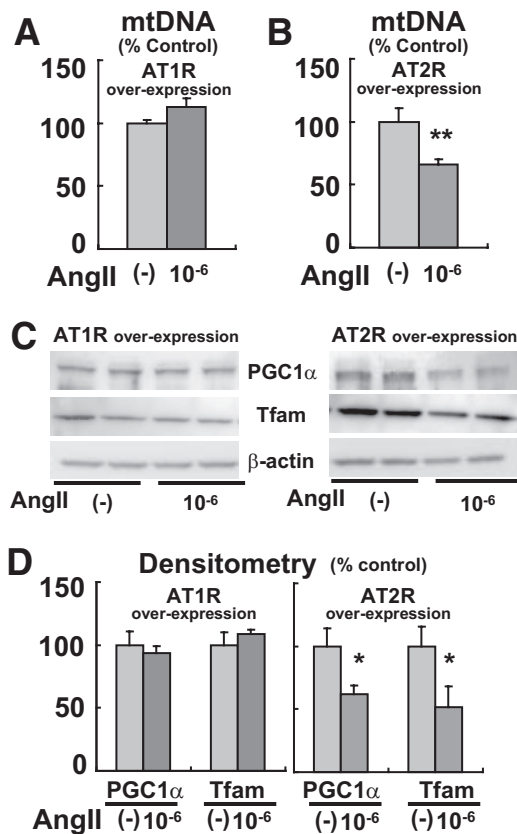 A
mtDNA
(% Control)
AT1R
over-expression
150
100
50
0
AngII (-) 10-6
B
mtDNA
(% Control)
AT2R
over-expression
**
150
100
50
0
AngII (-) 10-6
C
AT1R over-expression
AT2R over-expression
PGC1α
Tfam
β-actin
AngII (-) 10-6
(-) 10-6
D
Densitometry (% control)
AT1R
over-expression
AT2R
over-expression
150
100
50
0
* *
PGC1α Tfam PGC1α Tfam
AngII (-) 10-6 (-) 10-6 (-) 10-6 (-) 10-6